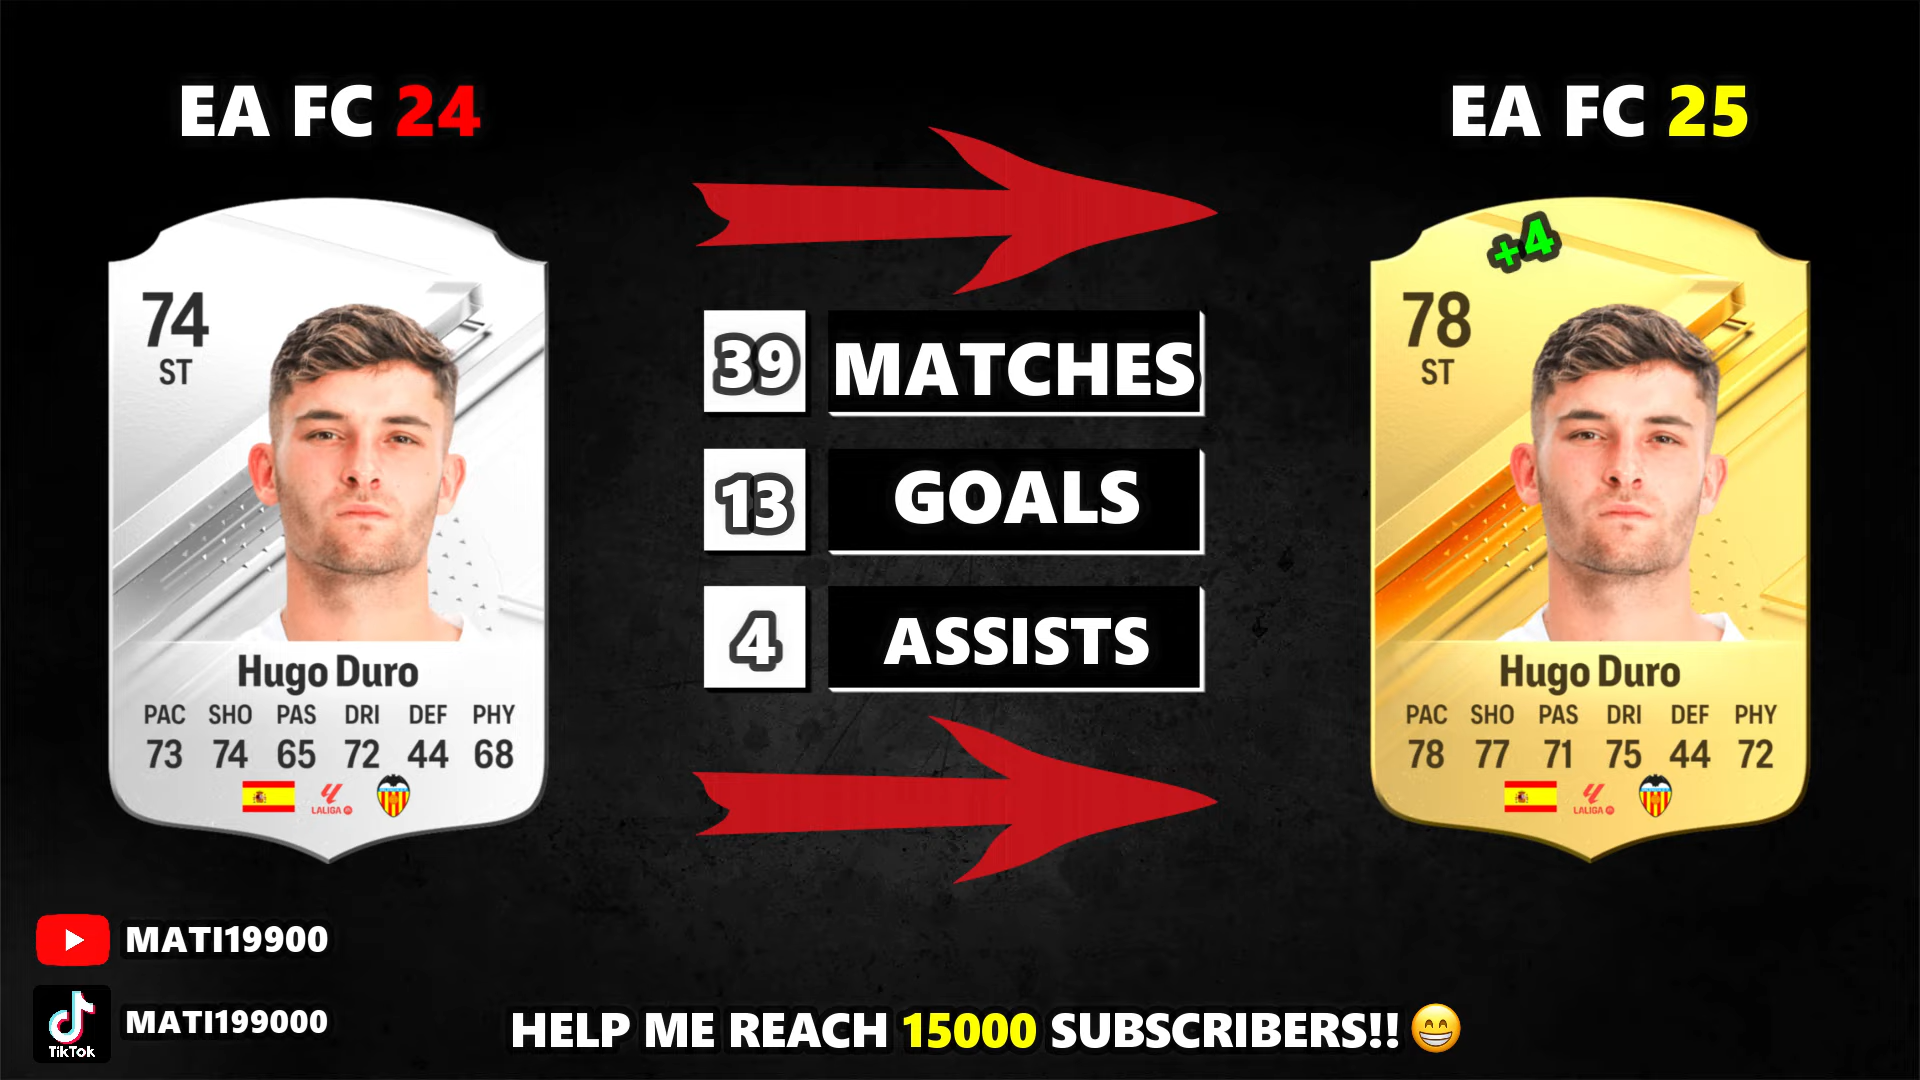 EA FC 24
EA FC 25
74
ST
Hugo Duro
PAC SHO PAS DRI DEF PHY
73 74 65 72 44 68
LALIGA
39 MATCHES
13 GOALS
4 ASSISTS
+4
78
ST
Hugo Duro
PAC SHO PAS DRI DEF PHY
78 77 71 75 44 72
LALIGA
MATI19900
TikTok
MATI199000
HELP ME REACH 15000 SUBSCRIBERS!! 😁